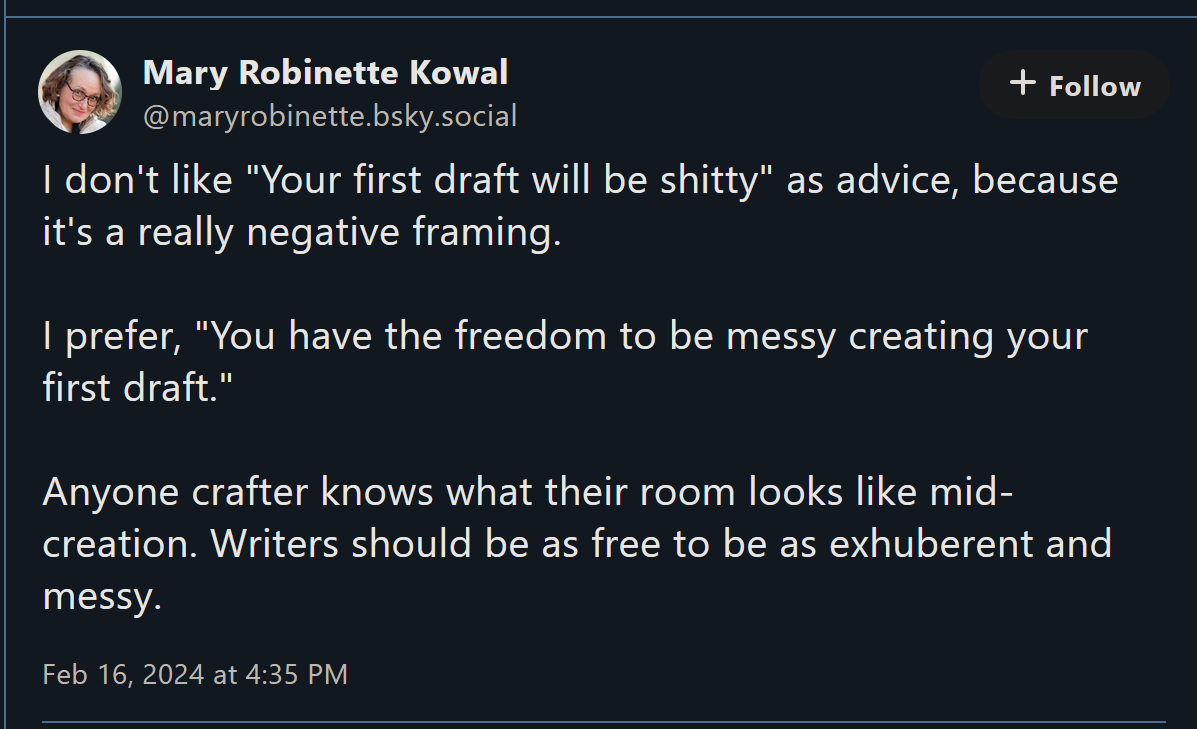 Mary Robinette Kowal
@maryrobinette.bsky.social
+ Follow
I don't like "Your first draft will be shitty" as advice, because
it's a really negative framing.
I prefer, "You have the freedom to be messy creating your
first draft."
Anyone crafter knows what their room looks like mid-
creation. Writers should be as free to be as exhuberent and
messy.
Feb 16, 2024 at 4:35 PM